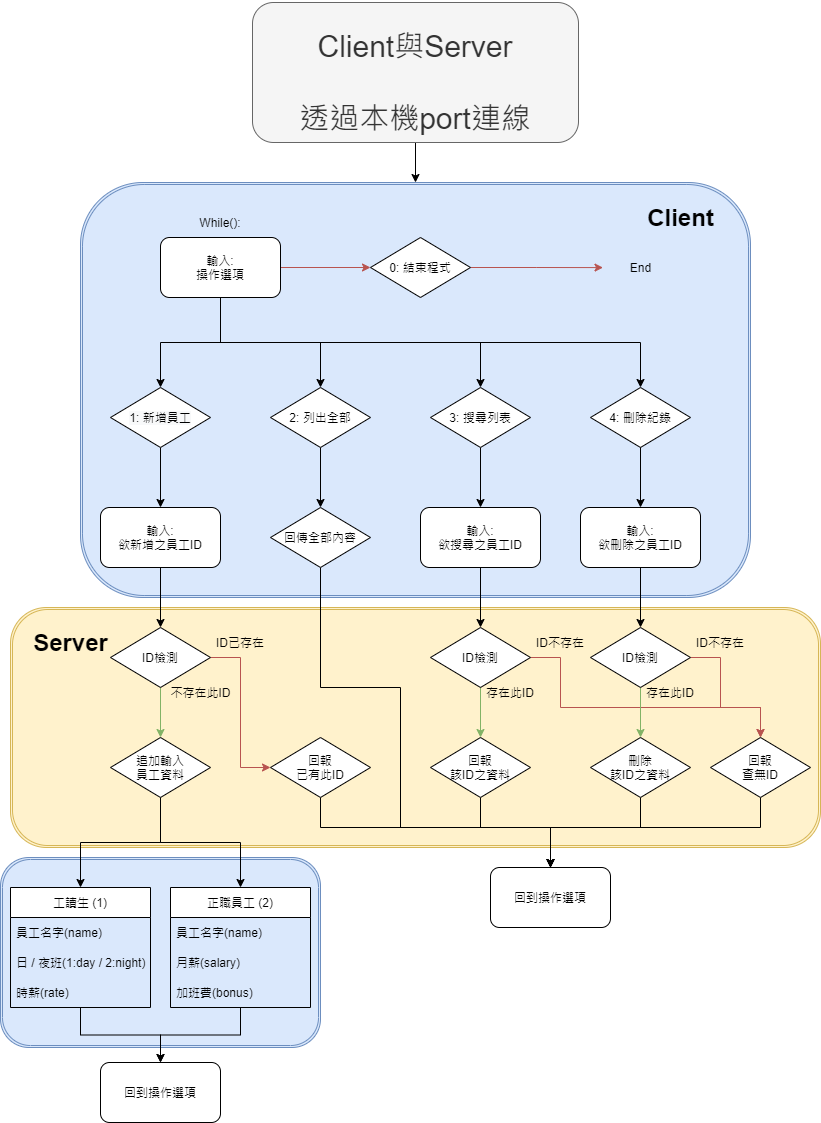 Client與Server
透過本機port連線
Client
While():
輸入:
操作選項
0: 結束程式
End
1: 新增員工
2: 列出全部
3: 搜尋列表
4: 刪除紀錄
輸入:
欲新增之員工ID
回傳全部內容
輸入:
欲搜尋之員工ID
輸入:
欲刪除之員工ID
Server
ID檢測
ID已存在
不存在此ID
ID檢測
ID不存在
存在此ID
ID檢測
ID不存在
存在此ID
追加輸入
員工資料
回報
已有此ID
回報
該ID之資料
刪除
該ID之資料
回報
查無ID
回到操作選項
工讀生 (1)
員工名字(name)
日 / 夜班(1:day / 2:night)
時薪(rate)
正職員工 (2)
員工名字(name)
月薪(salary)
加班費(bonus)
回到操作選項